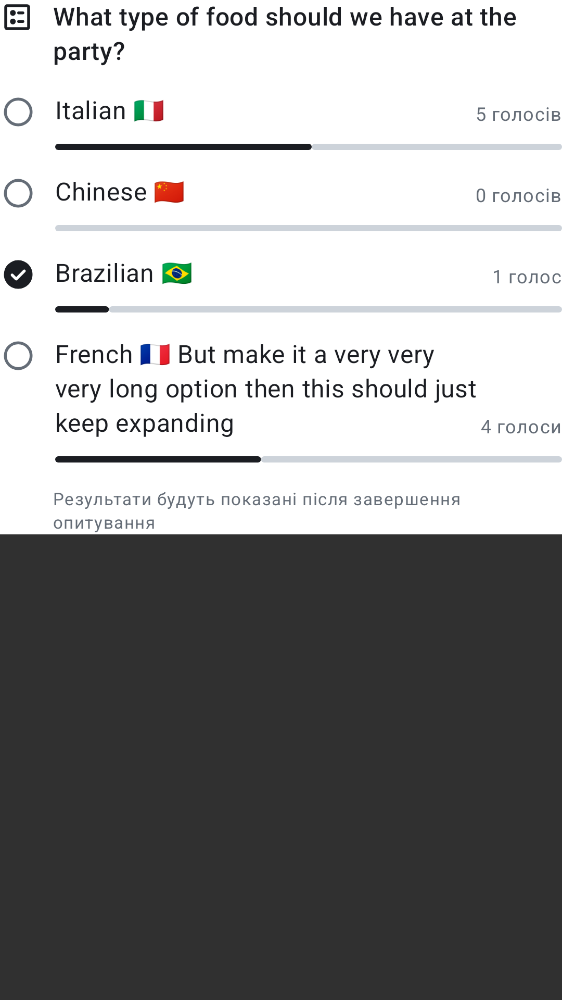 What type of food should we have at the
party?
Italian 🇮🇹
5 голосів
Chinese 🇨🇳
0 голосів
Brazilian 🇧🇷
1 голос
French 🇫🇷 But make it a very very
very long option then this should just
keep expanding
4 голоси
Результати будуть показані після завершення
опитування